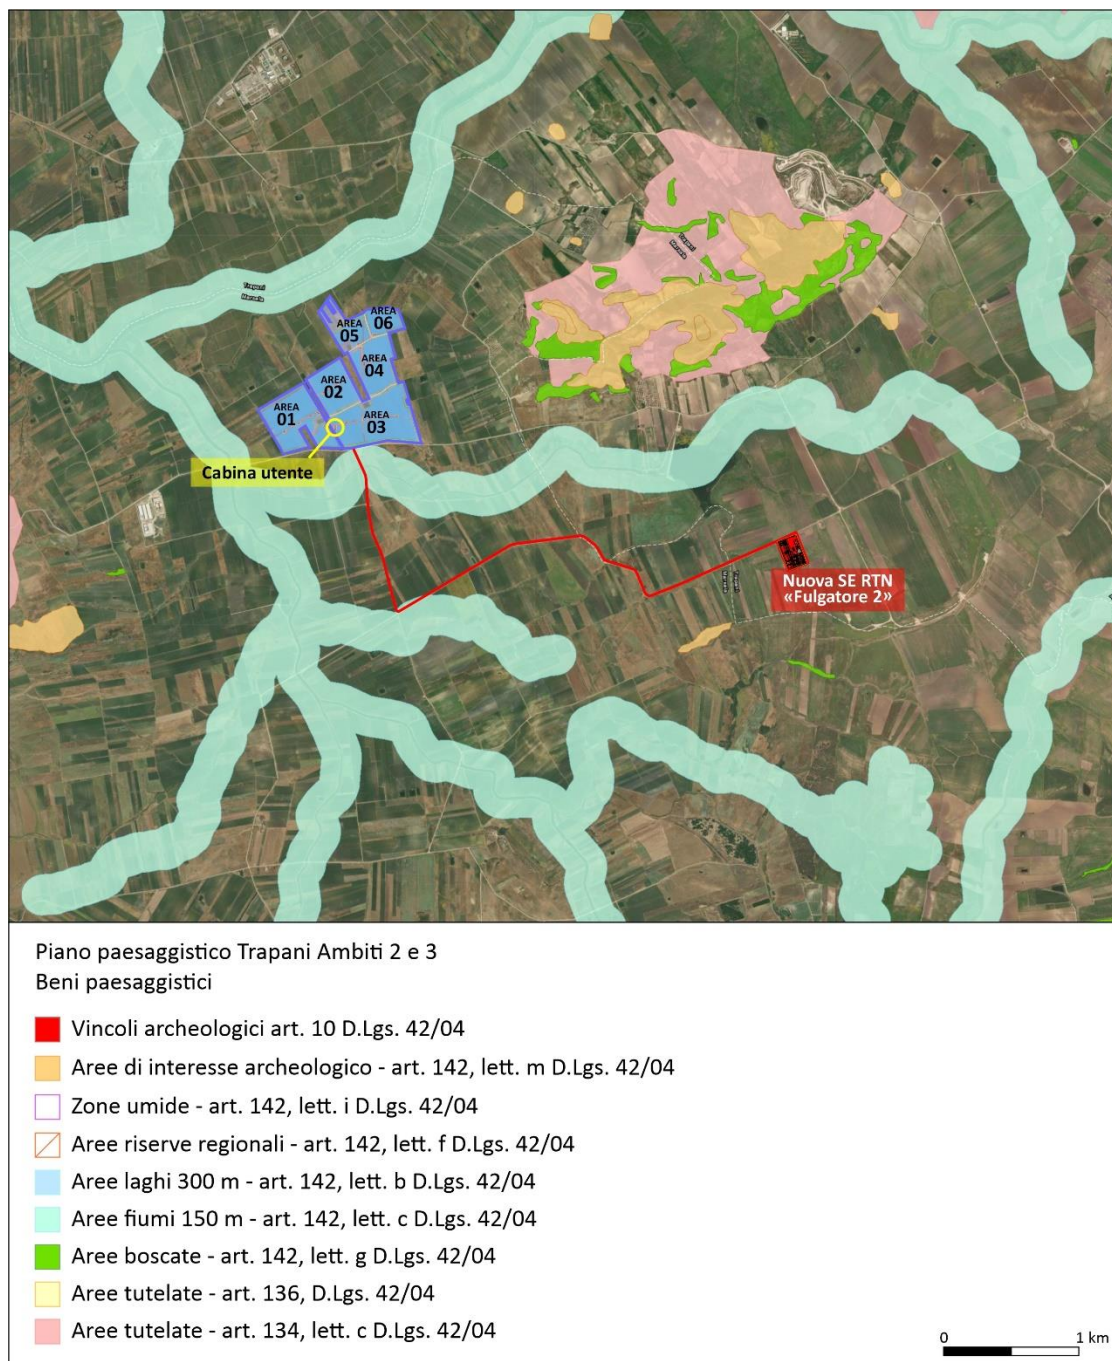 Trapani
Marsala
Trapani
Marsala
AREA
05
AREA
06
AREA
04
AREA
02
AREA
01
AREA
03
Cabina utente
Nuova SE RTN
«Fulgatore 2»
Piano paesaggistico Trapani Ambiti 2 e 3
Beni paesaggistici
Vincoli archeologici art. 10 D.Lgs. 42/04
Aree di interesse archeologico - art. 142, lett. m D.Lgs. 42/04
Zone umide - art. 142, lett. i D.Lgs. 42/04
Aree riserve regionali - art. 142, lett. f D.Lgs. 42/04
Aree laghi 300 m - art. 142, lett. b D.Lgs. 42/04
Aree fiumi 150 m - art. 142, lett. c D.Lgs. 42/04
Aree boscate - art. 142, lett. g D.Lgs. 42/04
Aree tutelate - art. 136, D.Lgs. 42/04
Aree tutelate - art. 134, lett. c D.Lgs. 42/04
0 1 km